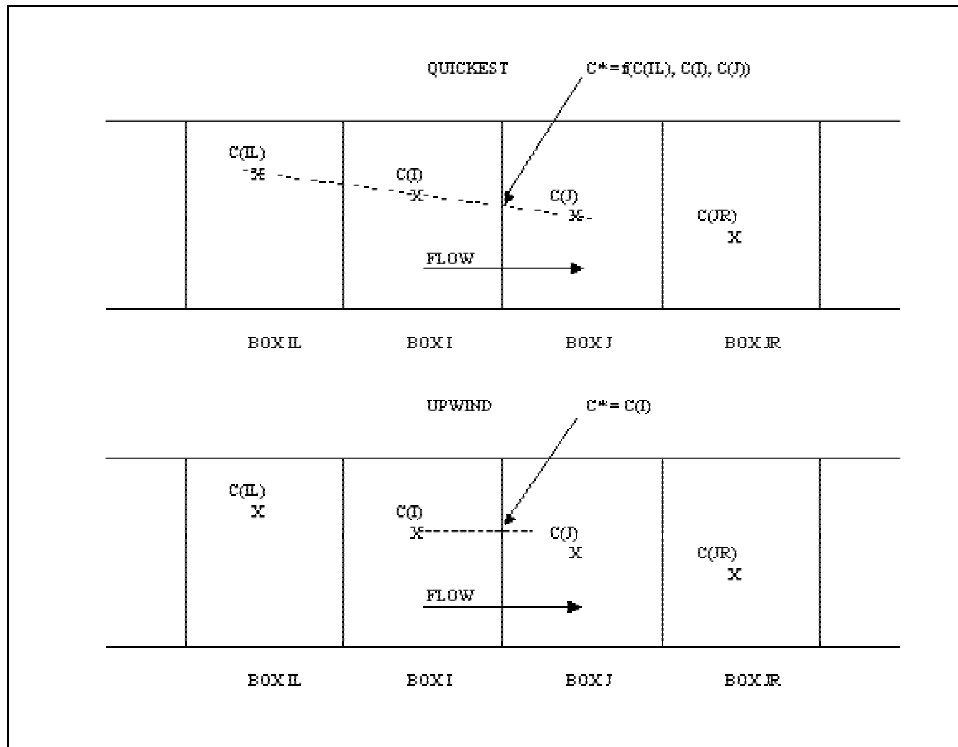 QUICKEST C* = f(C(IL), C(I), C(J))
C(IL)
C(I)
C(J)
C(JR)
FLOW
BOX IL BOX I BOX J BOX JR
UPWIND C* = C(I)
C(IL)
C(I)
C(J)
C(JR)
FLOW
BOX IL BOX I BOX J BOX JR